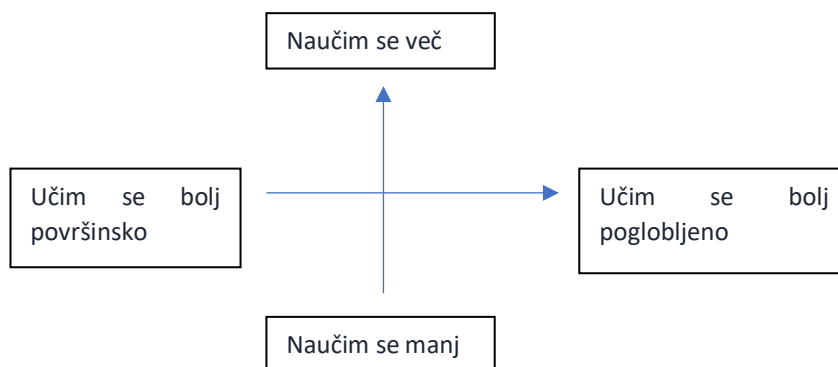 Naučim se več
Učim se bolj
površinsko
Učim se bolj
poglobljeno
Naučim se manj